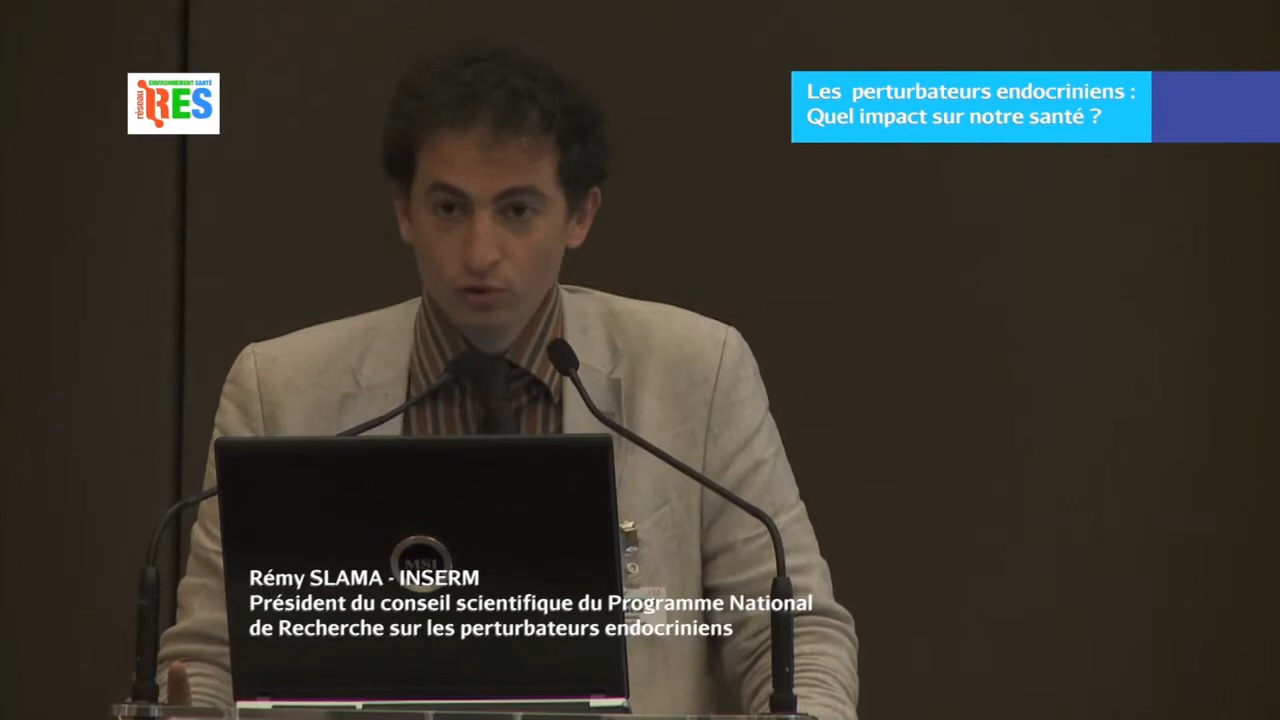 ENVIRONNEMENT SANTÉ
réseau
RES
Les perturbateurs endocriniens :
Quel impact sur notre santé ?
MSI
Rémy SLAMA - INSERM
Président du conseil scientifique du Programme National
de Recherche sur les perturbateurs endocriniens